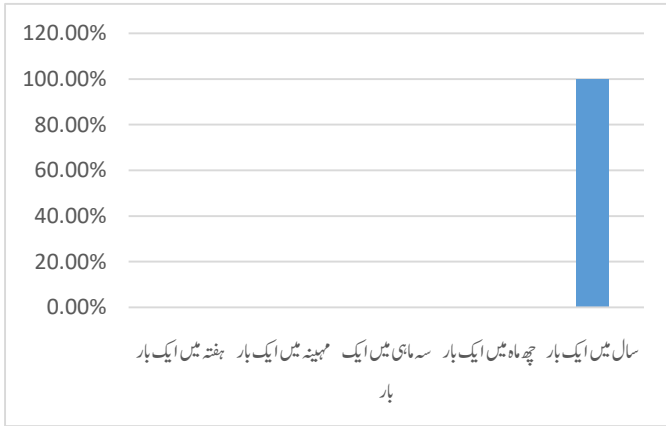 120.00%
100.00%
80.00%
60.00%
40.00%
20.00%
0.00%
ہفتہ میں ایک بار
مہینہ میں ایک بار
سہ ماہی میں ایک
بار
چھ ماہ میں ایک بار
سال میں ایک بار